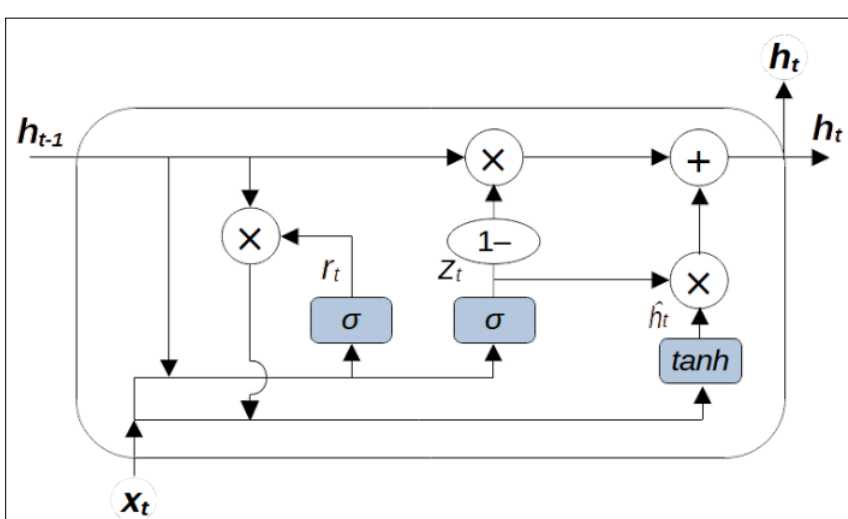 hₜ
hₜ₋₁
hₜ
×
+
×
1–
rₜ
zₜ
×
σ
σ
ĥₜ
tanh
xₜ